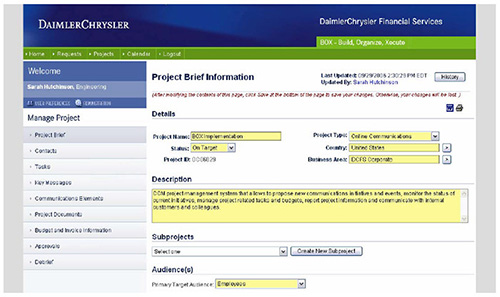 DAIMLERCHRYSLER
DaimlerChrysler Financial Services
BOX - Build, Organize, Xecute
Home Requests Projects Calendar Logout
Welcome
Sarah Hutchinson, Engineering
Manage Project
Project Brief
Contacts
Tasks
Key Messages
Communications Elements
Project Documents
Budget and Invoice Information
Approvals
Debrief
Project Brief Information
Last Updated: 09/29/2006 2:30:23 PM EDT
Updated By: Sarah Hutchinson
History
(After modifying the contents of this page, click Save at the bottom of the page to save your changes. Otherwise, your changes will be lost.)
Details
Project Name: BOX Implementation
Project Type: Online Communications
Status: On Target
Country: United States
Project ID:
Business Area: DCFS Corporate
Description
CCM project management system that allows to propose new communications initiatives and events, monitor the status of
current initiatives, manage project related tasks and budgets, report project information and communicate with internal
customers and colleagues.
Subprojects
Select one
Create New Subproject
Audience(s)
Primary Target Audience: Employees